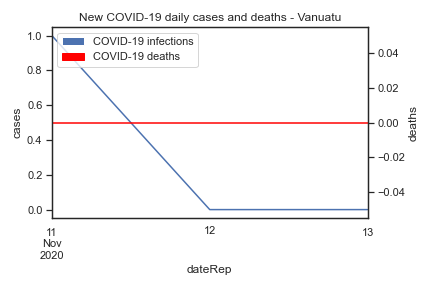 New COVID-19 daily cases and deaths - Vanuatu
COVID-19 infections
COVID-19 deaths
1.0
0.8
0.6
0.4
0.2
0.0
cases
0.04
0.02
0.00
−0.02
−0.04
deaths
11
Nov
2020
12
13
dateRep